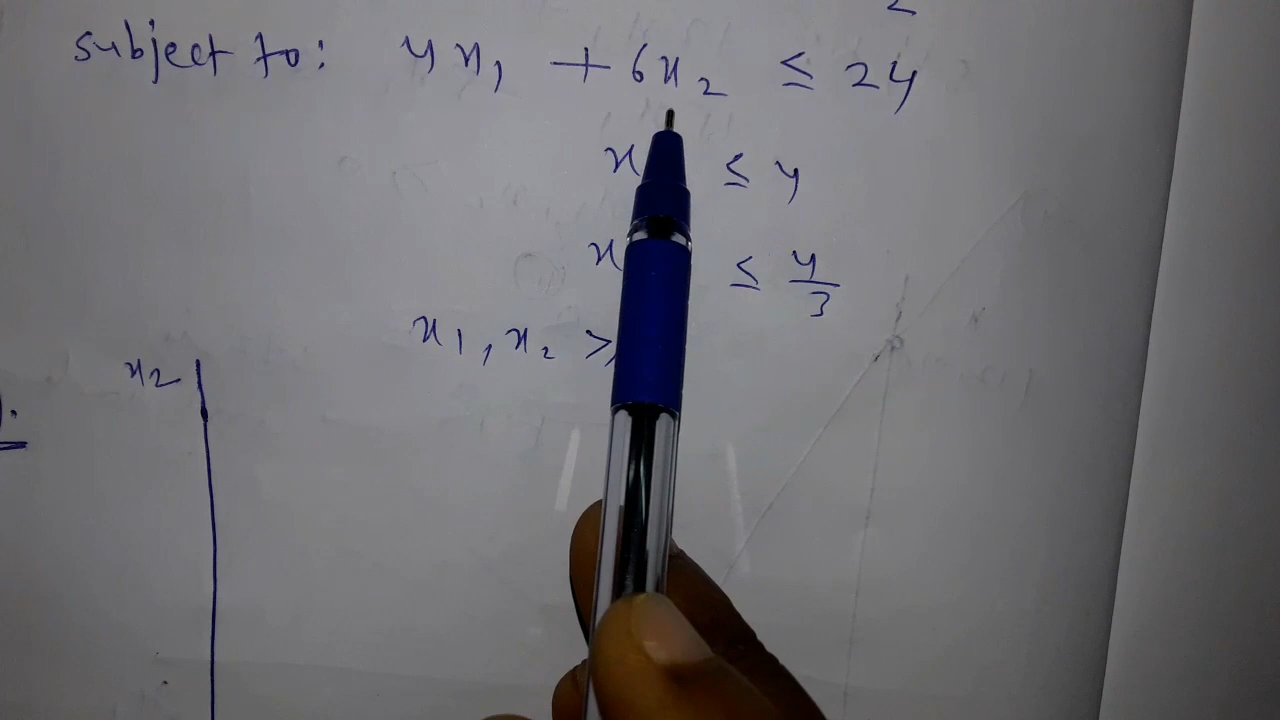 subject to: 4x₁ + 6x₂ ≤ 24
x ≤ 4
x ≤ 4/3
x₁, x₂ ≥
x₂